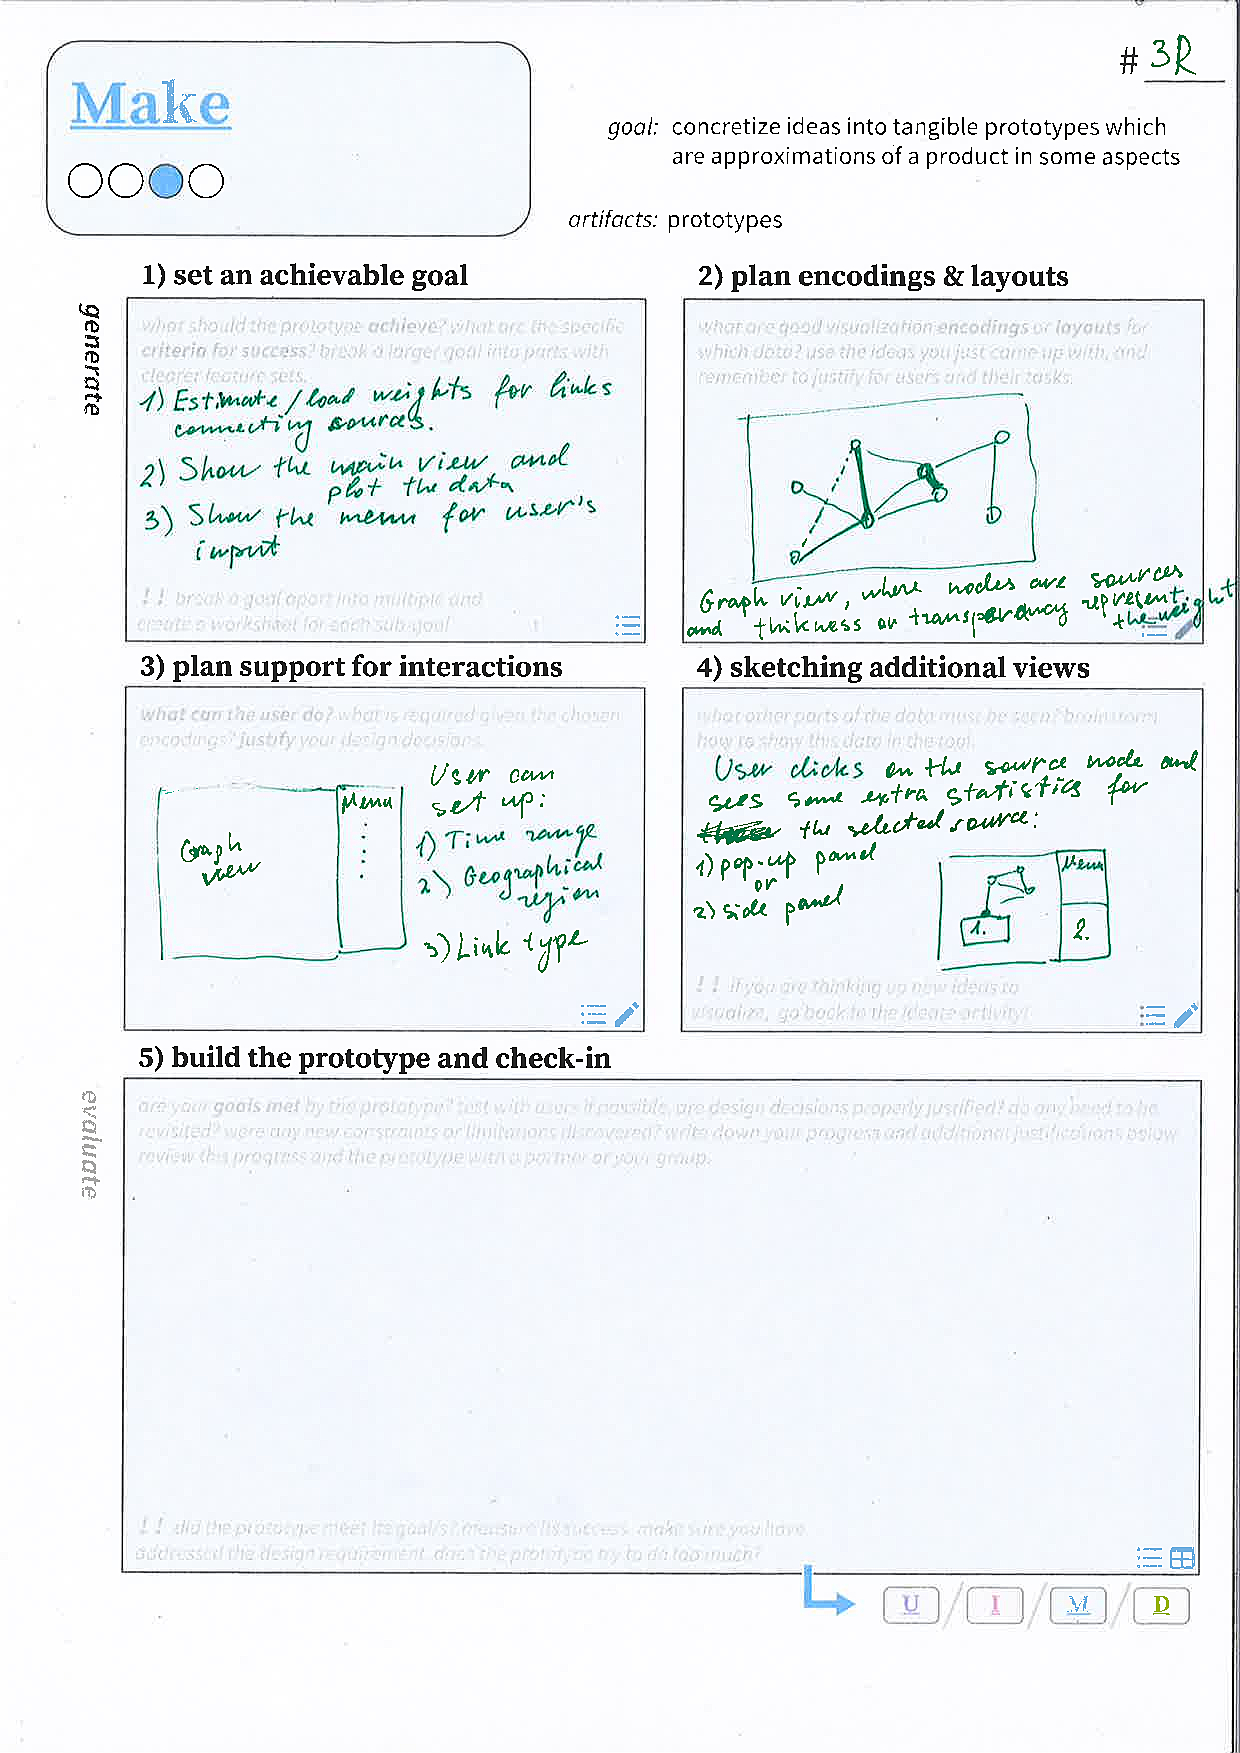 # 3R
Make
goal: concretize ideas into tangible prototypes which
are approximations of a product in some aspects
artifacts: prototypes
generate
1) set an achievable goal
what should the prototype achieve? what are the specific
criteria for success? break a larger goal into parts with
clearer feature sets.
1) Estimate/load weights for links
connecting sources.
2) Show the main view and
plot the data
3) Show the menu for user's
input
!! break a goal apart into multiple and
create a worksheet for each sub-goal
2) plan encodings & layouts
what are good visualization encodings or layouts for
which data? use the ideas you just came up with, and
remember to justify for users and their tasks.
Graph view, where nodes are sources
and thikness or transparency represent
the weight
3) plan support for interactions
what can the user do? what is required given the chosen
encodings? justify your design decisions.
Graph
view
Menu
User can
set up:
1) Time range
2) Geographical
region
3) Link type
4) sketching additional views
what other parts of the data must be seen? brainstorm
how to show this data in the tool.
User clicks on the source node and
sees some extra statistics for
the selected source:
1) pop-up panel
or
2) side panel
Menu
1.
2.
!! if you are thinking up new ideas to
visualize, go back to the ideate activity!
evaluate
5) build the prototype and check-in
are your goals met by the prototype? test with users if possible. are design decisions properly justified? do any need to be
revisited? were any new constraints or limitations discovered? write down your progress and additional justifications below
review this progress and the prototype with a partner or your group.
!! did the prototype meet its goal/s? measure its success. make sure you have
addressed the design requirement. does the prototype try to do too much?
U / I / M / D